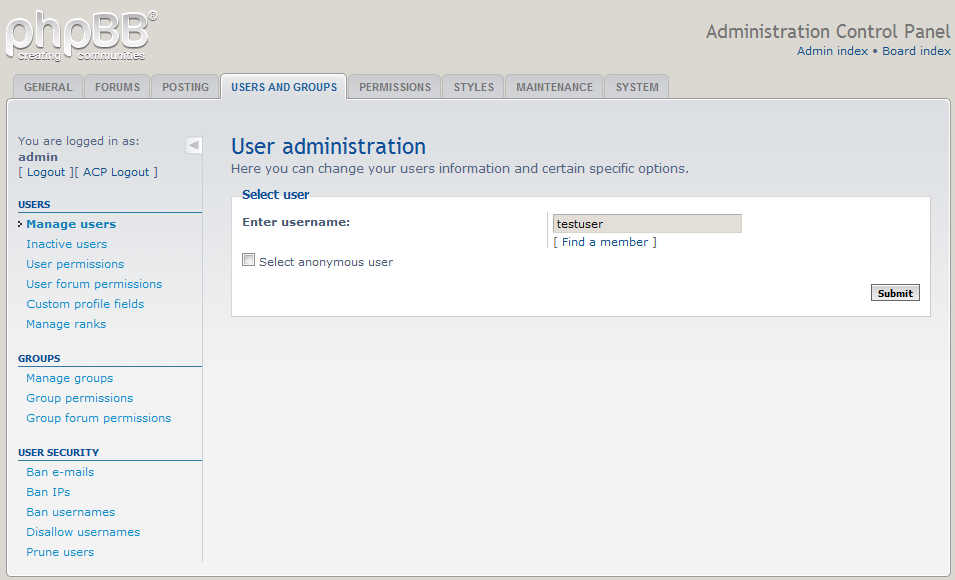 phpBB®
creating communities
Administration Control Panel
Admin index • Board index
GENERAL FORUMS POSTING USERS AND GROUPS PERMISSIONS STYLES MAINTENANCE SYSTEM
You are logged in as:
admin
[ Logout ][ ACP Logout ]
USERS
Manage users
Inactive users
User permissions
User forum permissions
Custom profile fields
Manage ranks
GROUPS
Manage groups
Group permissions
Group forum permissions
USER SECURITY
Ban e-mails
Ban IPs
Ban usernames
Disallow usernames
Prune users
User administration
Here you can change your users information and certain specific options.
Select user
Enter username: testuser
[ Find a member ]
Select anonymous user
Submit